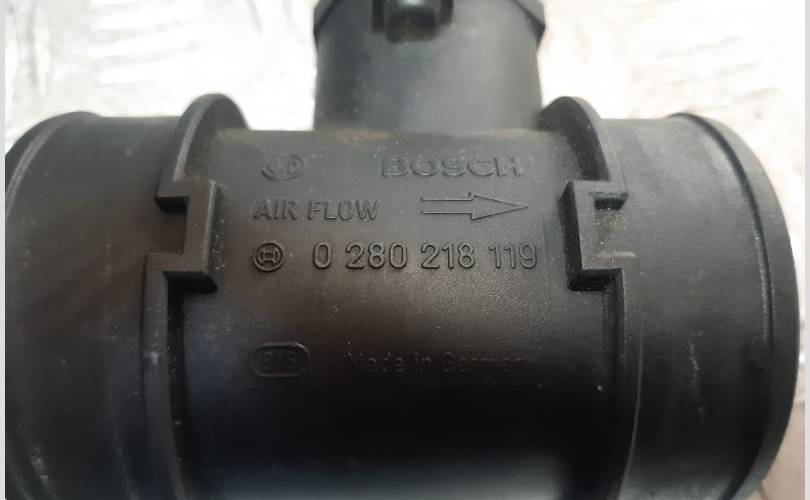 BOSCH
AIR FLOW
0 280 218 119
Made in Germany